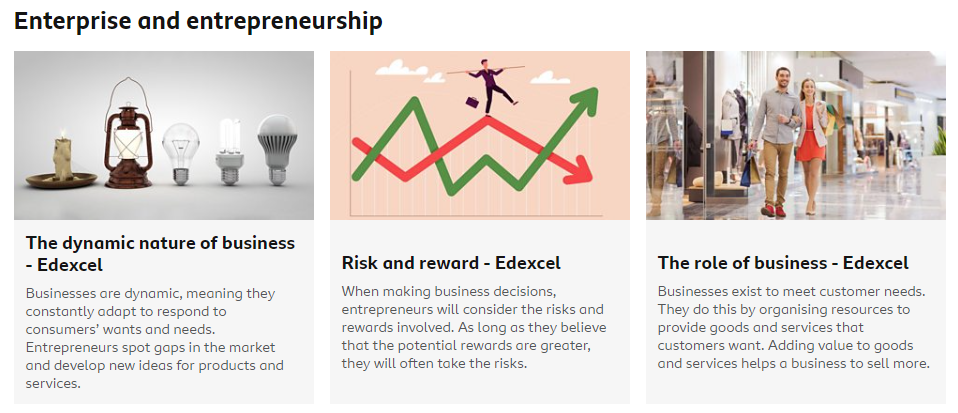 Enterprise and entrepreneurship
The dynamic nature of business
- Edexcel
Businesses are dynamic, meaning they
constantly adapt to respond to
consumers' wants and needs.
Entrepreneurs spot gaps in the market
and develop new ideas for products and
services.
Risk and reward - Edexcel
When making business decisions,
entrepreneurs will consider the risks and
rewards involved. As long as they believe
that the potential rewards are greater,
they will often take the risks.
The role of business - Edexcel
Businesses exist to meet customer needs.
They do this by organising resources to
provide goods and services that
customers want. Adding value to goods
and services helps a business to sell more.